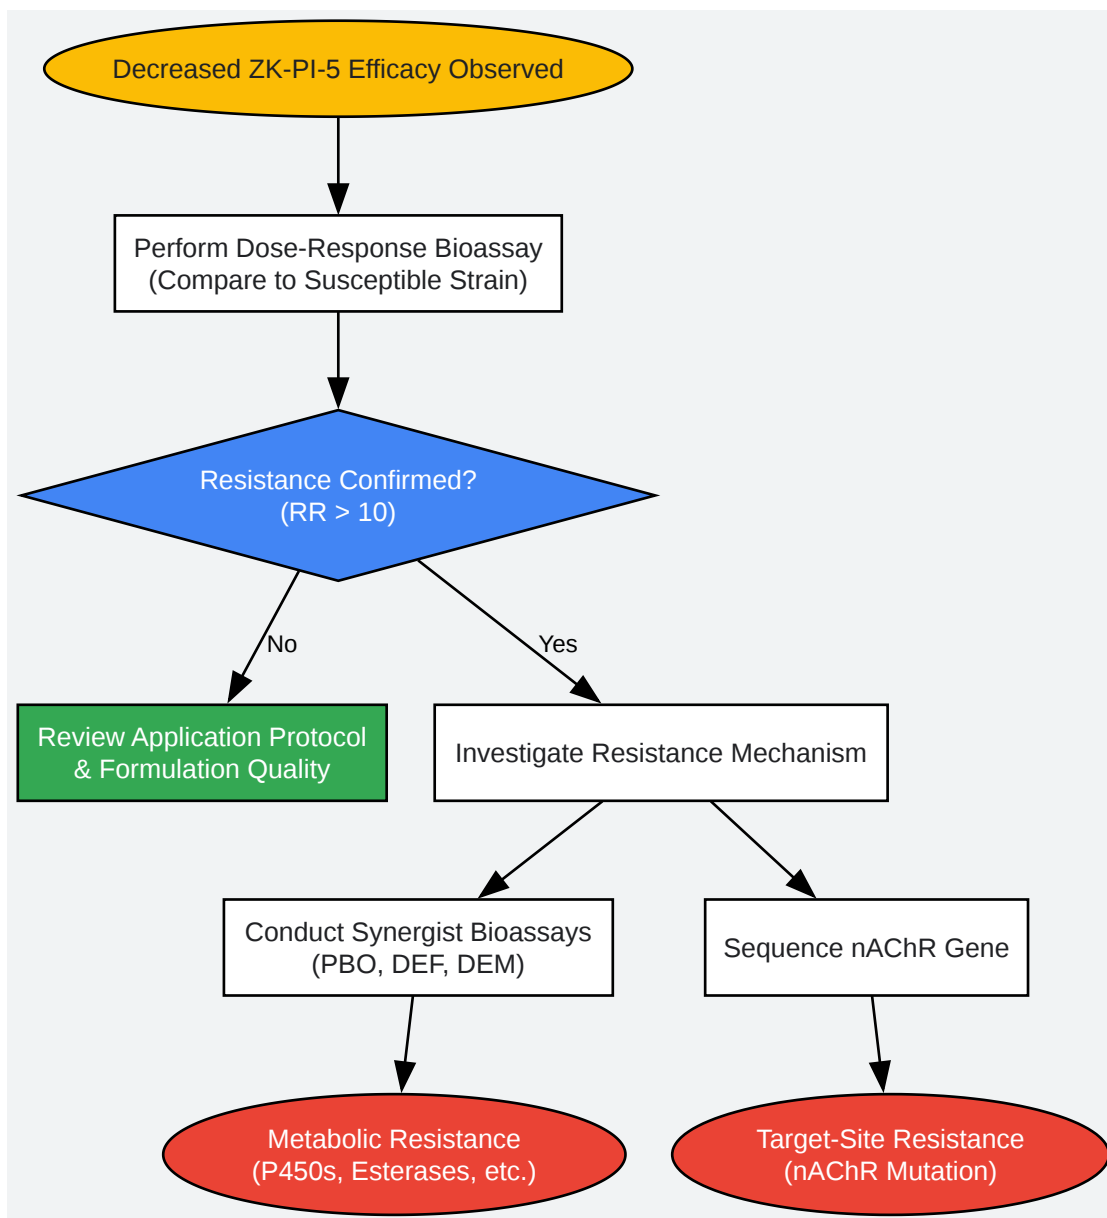 Decreased ZK-PI-5 Efficacy Observed
Perform Dose-Response Bioassay
(Compare to Susceptible Strain)
Resistance Confirmed?
(RR > 10)
No
Yes
Review Application Protocol
& Formulation Quality
Investigate Resistance Mechanism
Conduct Synergist Bioassays
(PBO, DEF, DEM)
Sequence nAChR Gene
Metabolic Resistance
(P450s, Esterases, etc.)
Target-Site Resistance
(nAChR Mutation)